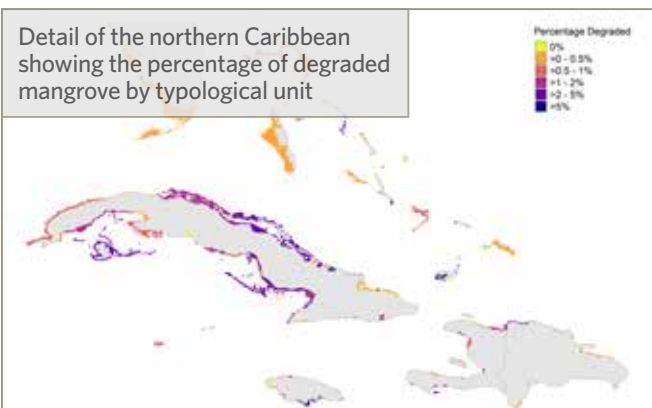 Detail of the northern Caribbean
showing the percentage of degraded
mangrove by typological unit
Percentage Degraded
0%
>0 - 0.5%
>0.5 - 1%
>1 - 2%
>2 - 5%
>5%